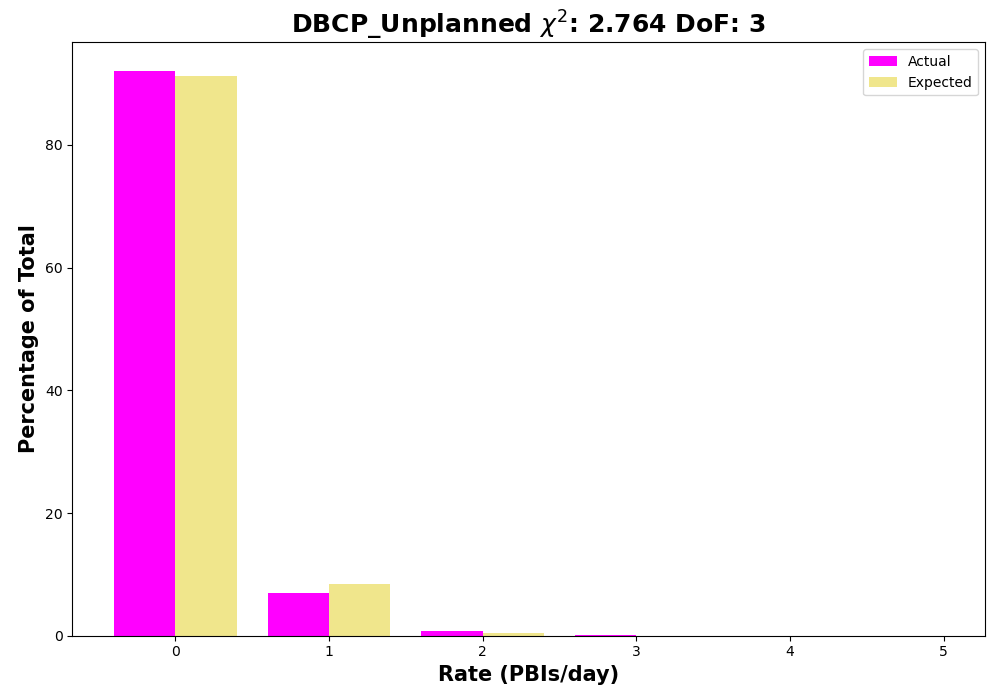 DBCP_Unplanned χ²: 2.764 DoF: 3
Actual
Expected
Percentage of Total
80
60
40
20
0
0 1 2 3 4 5
Rate (PBIs/day)